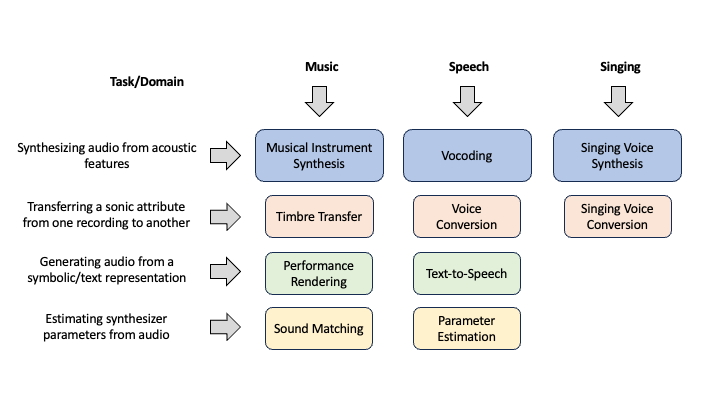 Music
Speech
Singing
Task/Domain
Synthesizing audio from acoustic
features
Musical Instrument
Synthesis
Vocoding
Singing Voice
Synthesis
Transferring a sonic attribute
from one recording to another
Timbre Transfer
Voice
Conversion
Singing Voice
Conversion
Generating audio from a
symbolic/text representation
Performance
Rendering
Text-to-Speech
Estimating synthesizer
parameters from audio
Sound Matching
Parameter
Estimation